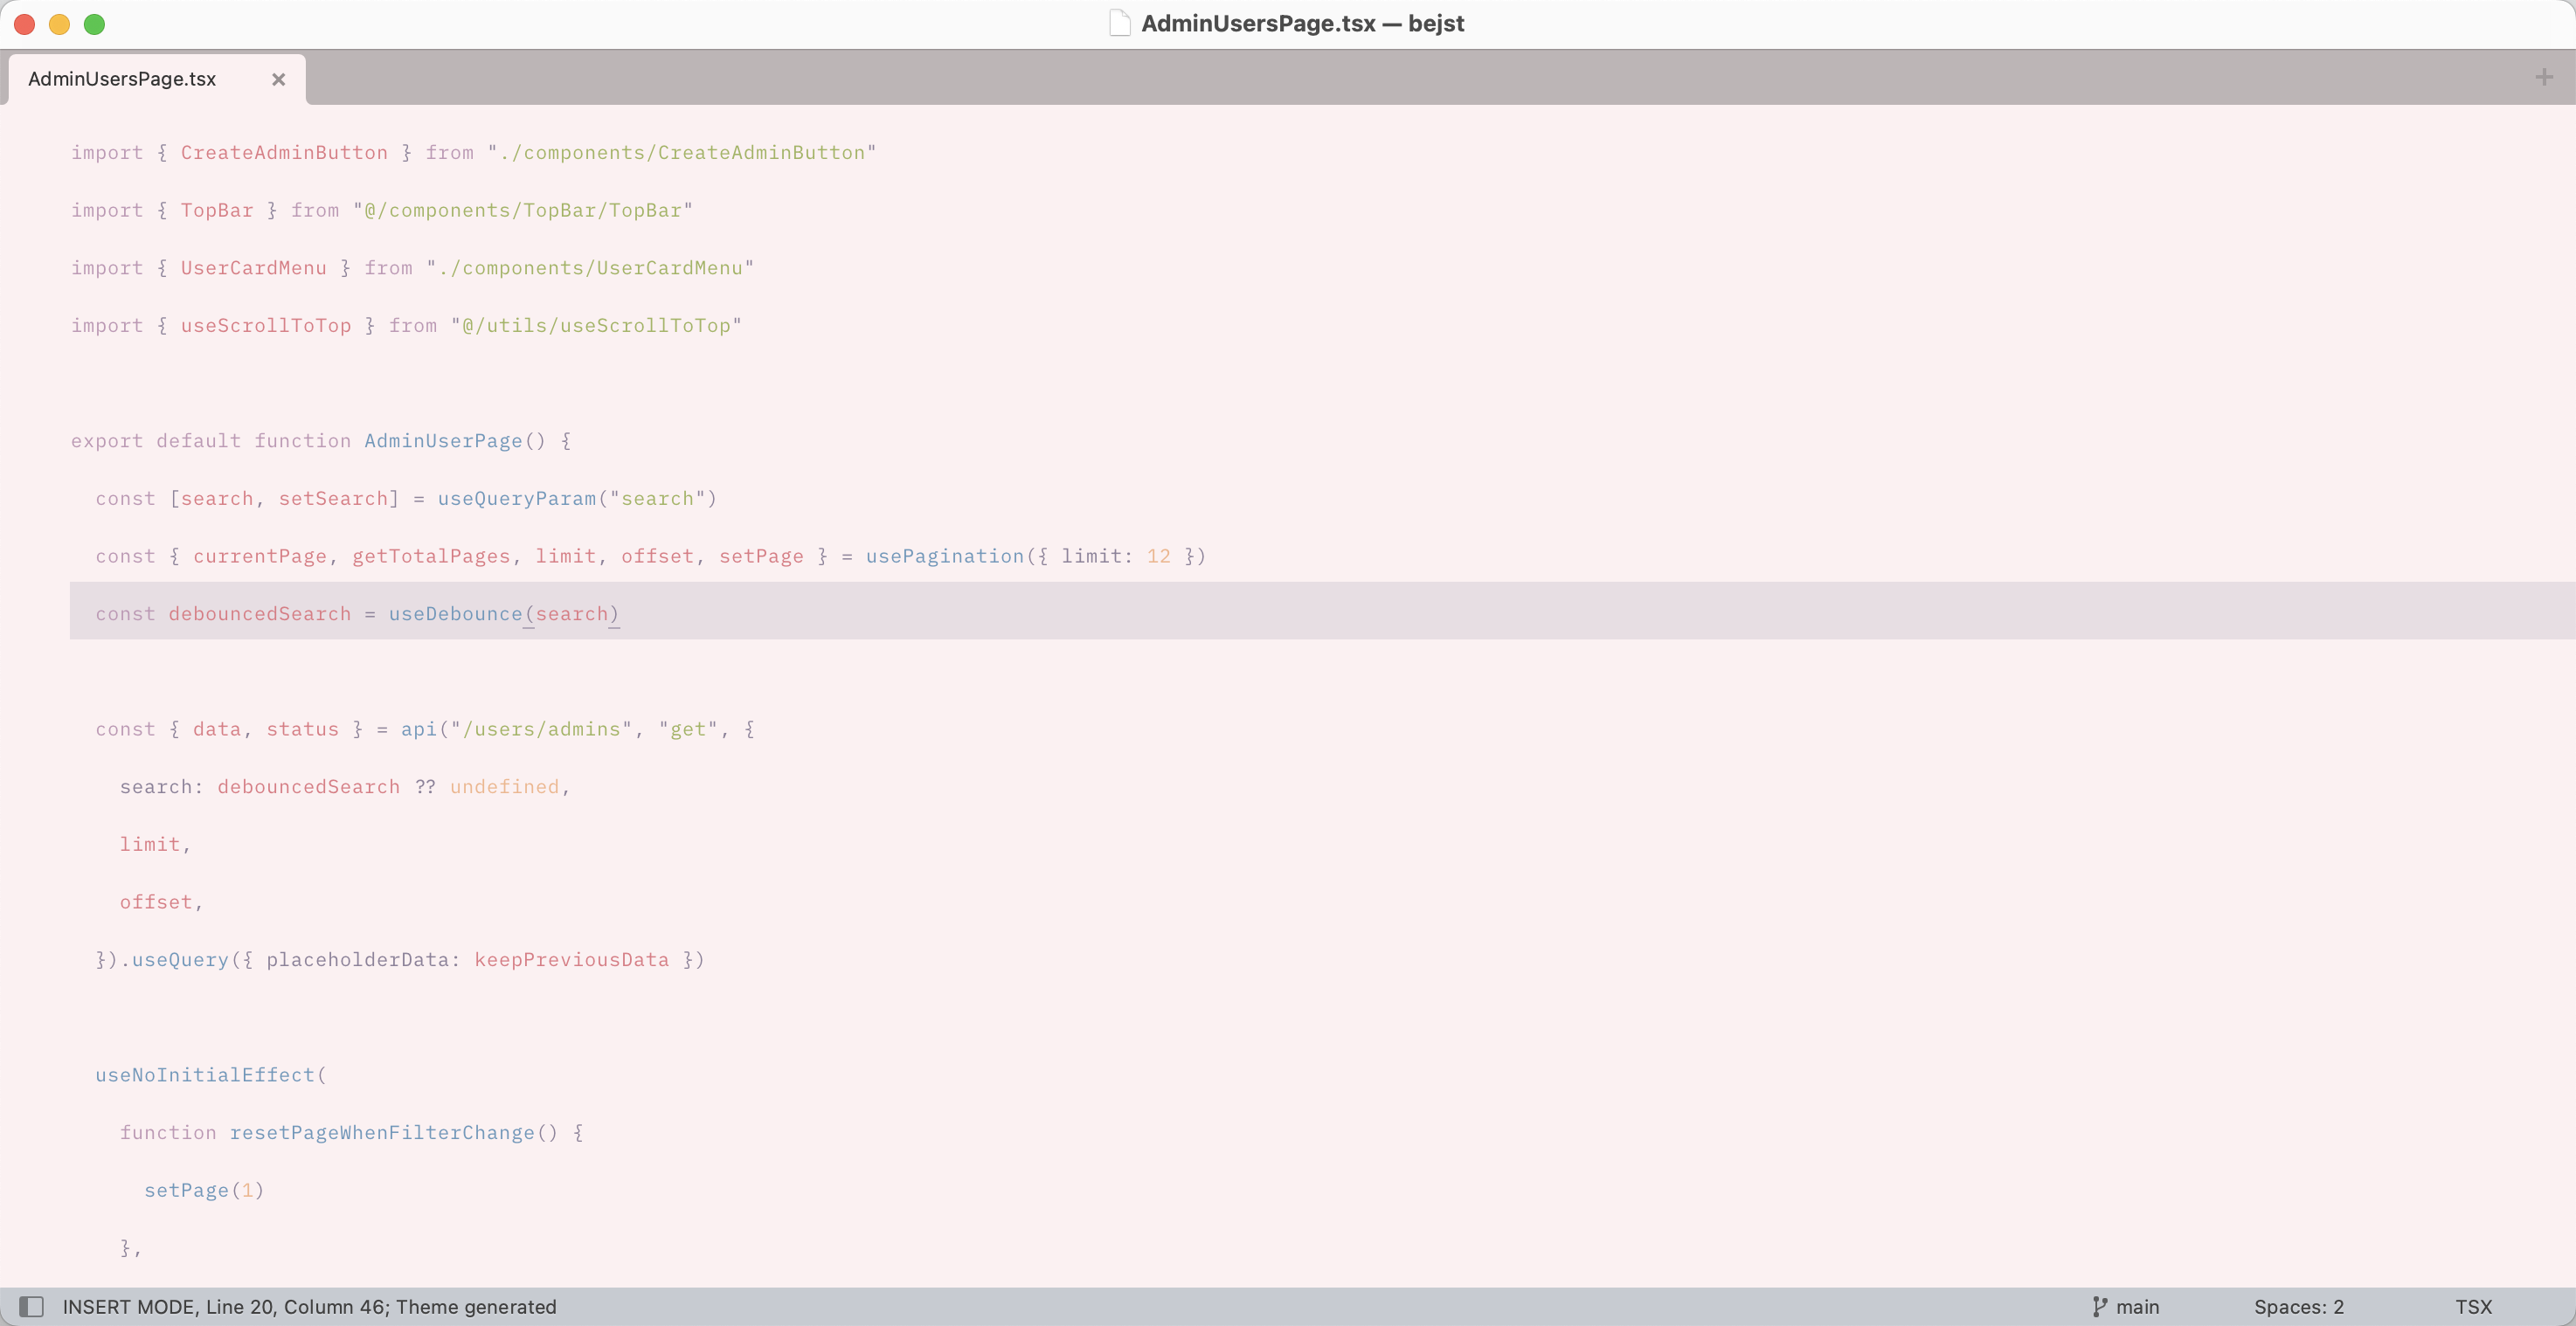 AdminUsersPage.tsx — bejst
AdminUsersPage.tsx
import { CreateAdminButton } from "./components/CreateAdminButton"
import { TopBar } from "@/components/TopBar/TopBar"
import { UserCardMenu } from "./components/UserCardMenu"
import { useScrollToTop } from "@/utils/useScrollToTop"
export default function AdminUserPage() {
  const [search, setSearch] = useQueryParam("search")
  const { currentPage, getTotalPages, limit, offset, setPage } = usePagination({ limit: 12 })
  const debouncedSearch = useDebounce(search)
  const { data, status } = api("/users/admins", "get", {
    search: debouncedSearch ?? undefined,
    limit,
    offset,
  }).useQuery({ placeholderData: keepPreviousData })
  useNoInitialEffect(
    function resetPageWhenFilterChange() {
      setPage(1)
    },
INSERT MODE, Line 20, Column 46; Theme generated
main
Spaces: 2
TSX